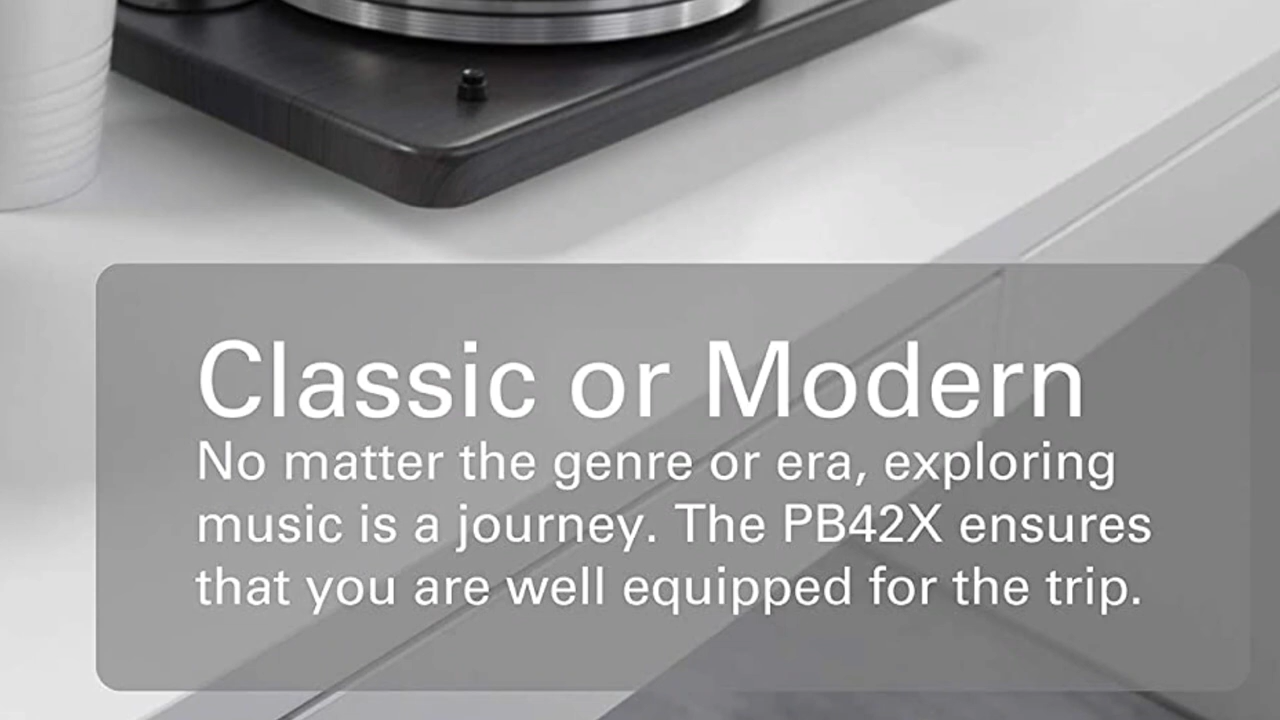 Classic or Modern
No matter the genre or era, exploring
music is a journey. The PB42X ensures
that you are well equipped for the trip.